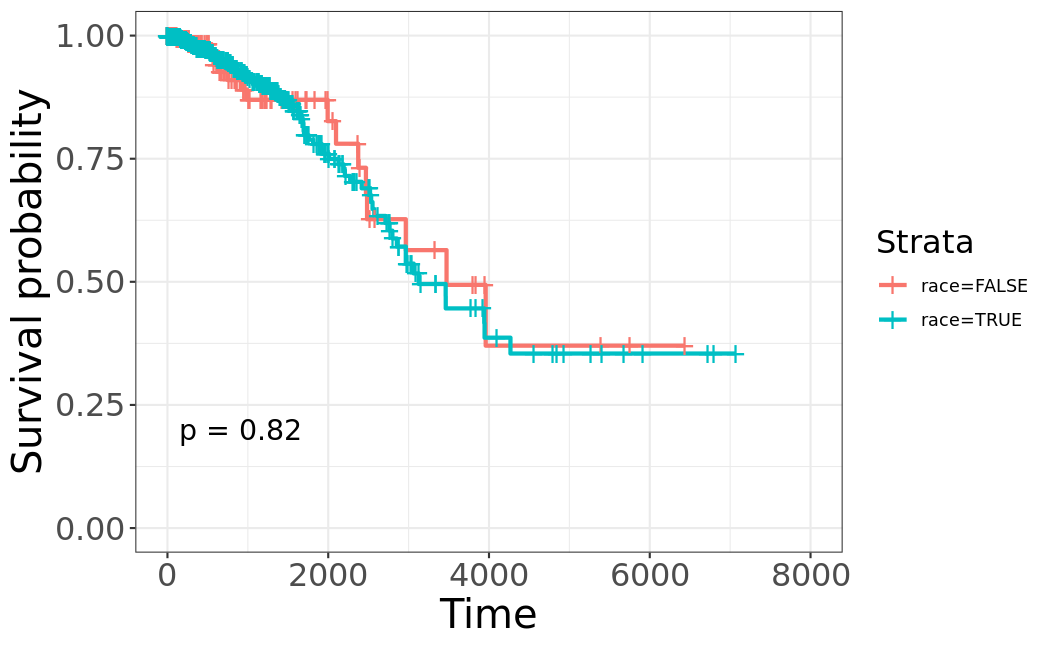 Survival probability
1.00
0.75
0.50
0.25
0.00
p = 0.82
0 2000 4000 6000 8000
Time
Strata
race=FALSE
race=TRUE